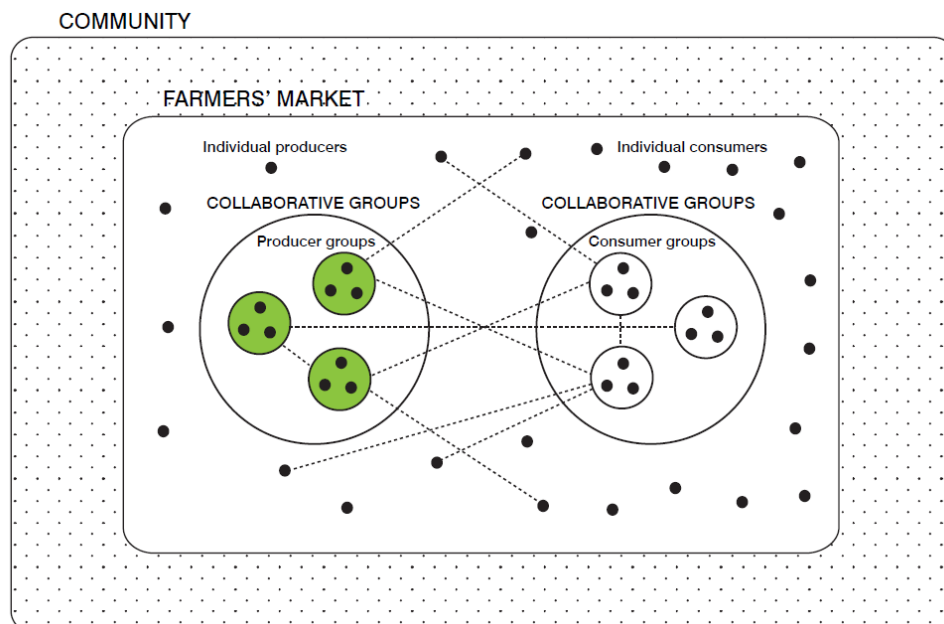 COMMUNITY
FARMERS’ MARKET
Individual producers
Individual consumers
COLLABORATIVE GROUPS
COLLABORATIVE GROUPS
Producer groups
Consumer groups